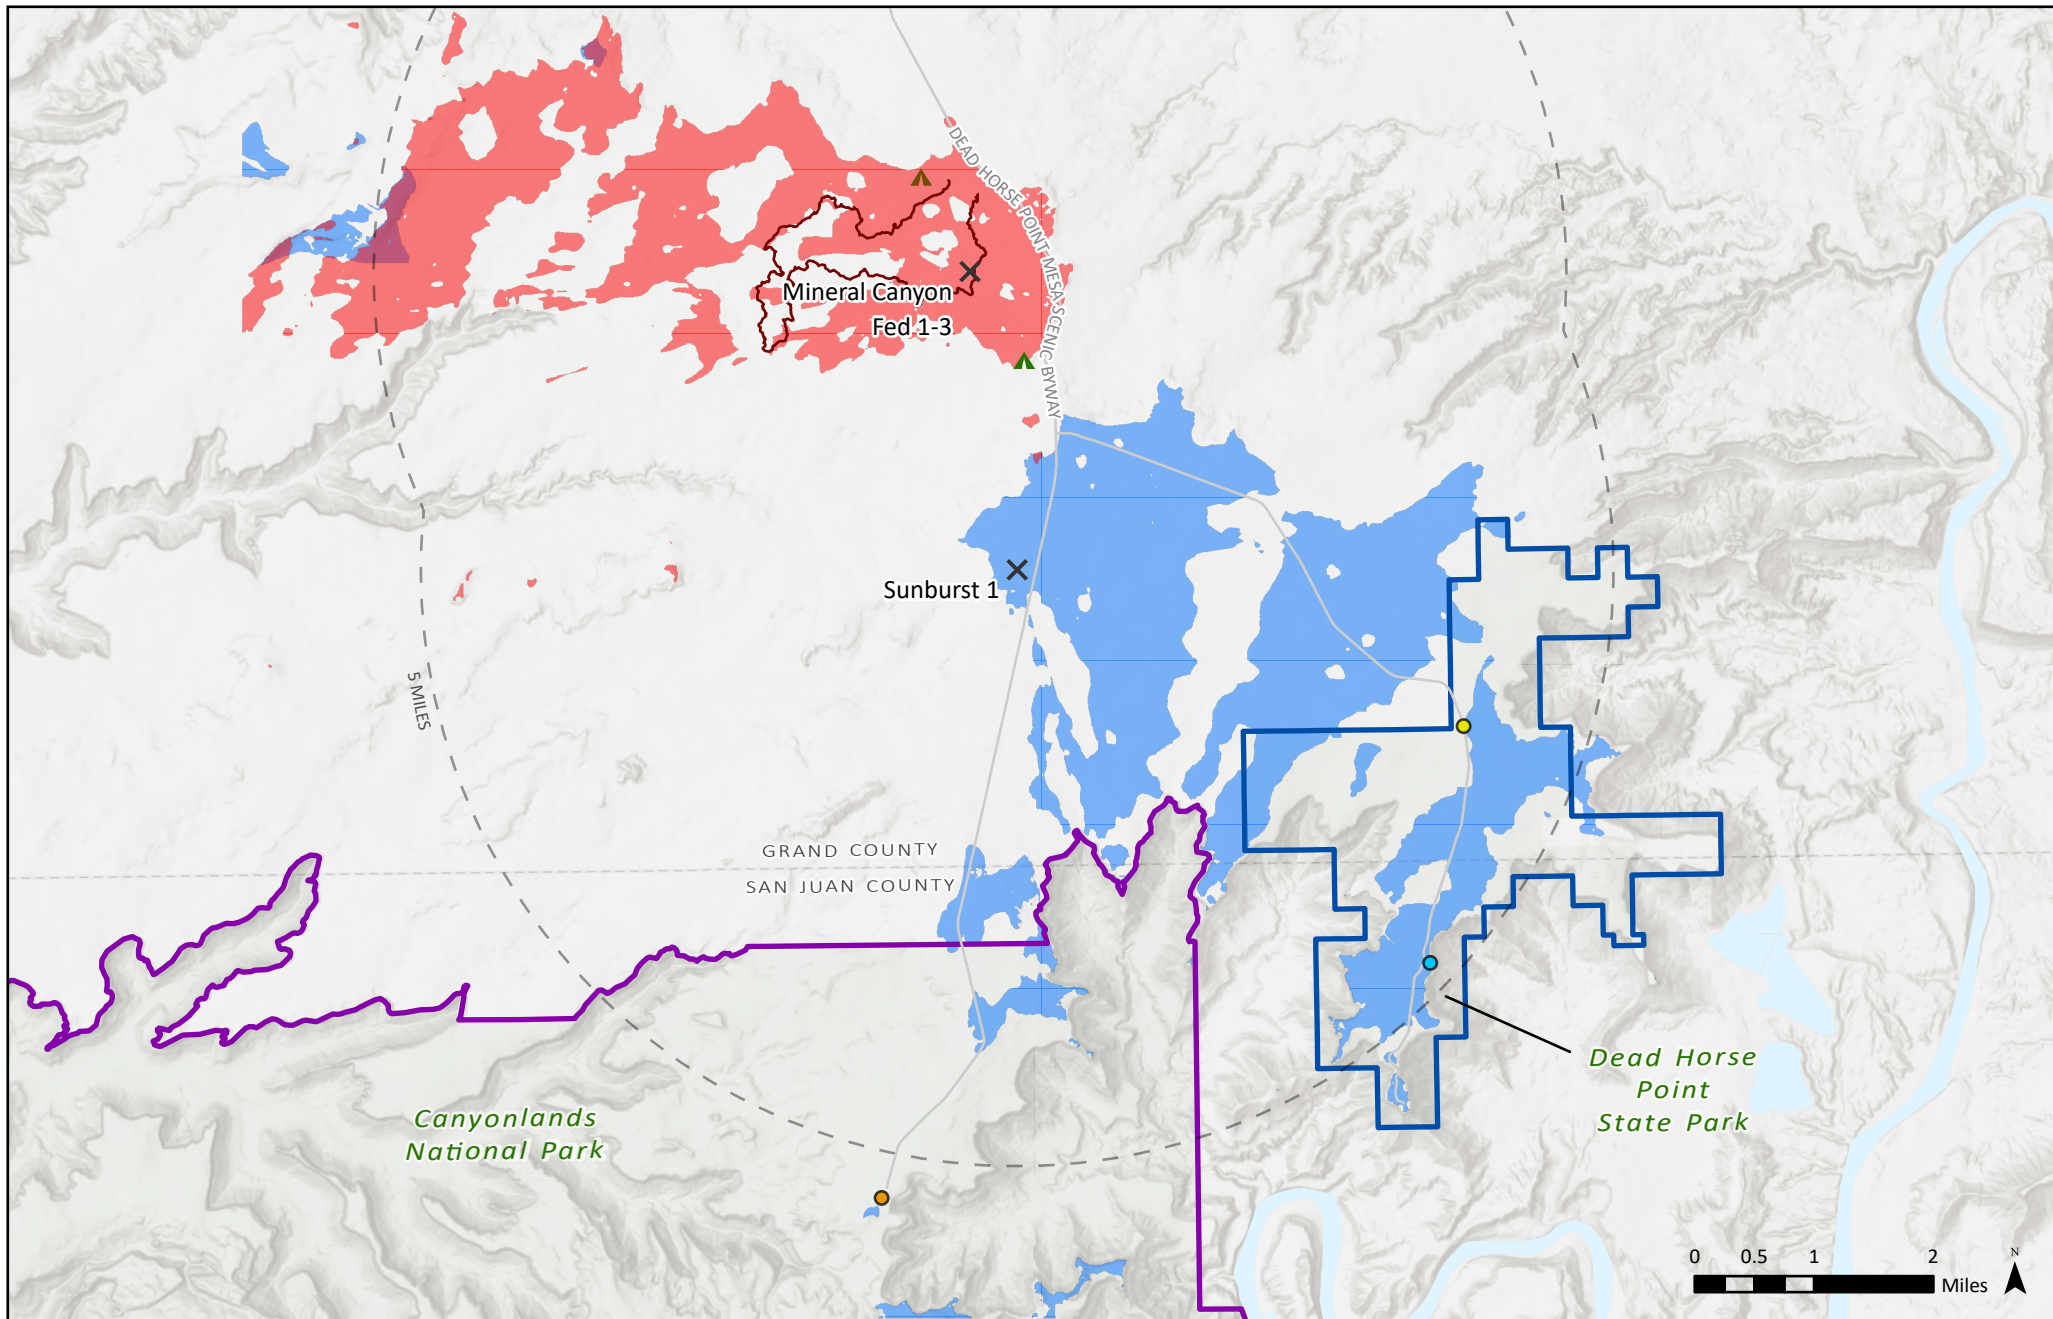 DEAD HORSE POINT MESA SCENIC BYWAY
Mineral Canyon
Fed 1-3
Sunburst 1
5 MILES
GRAND COUNTY
SAN JUAN COUNTY
Canyonlands
National Park
Dead Horse
Point
State Park
0 0.5 1 2
Miles
N